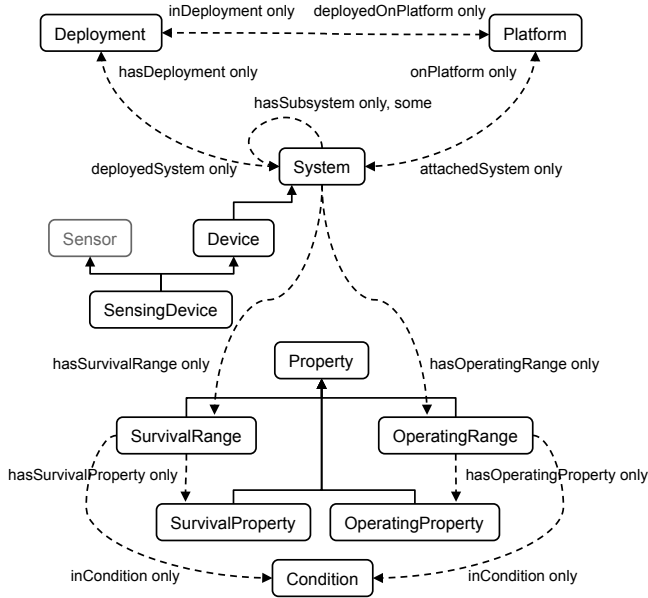 inDeployment only
deployedOnPlatform only
Deployment
Platform
hasDeployment only
onPlatform only
hasSubsystem only, some
deployedSystem only
System
attachedSystem only
Sensor
Device
SensingDevice
hasSurvivalRange only
Property
hasOperatingRange only
SurvivalRange
OperatingRange
hasSurvivalProperty only
hasOperatingProperty only
SurvivalProperty
OperatingProperty
inCondition only
Condition
inCondition only